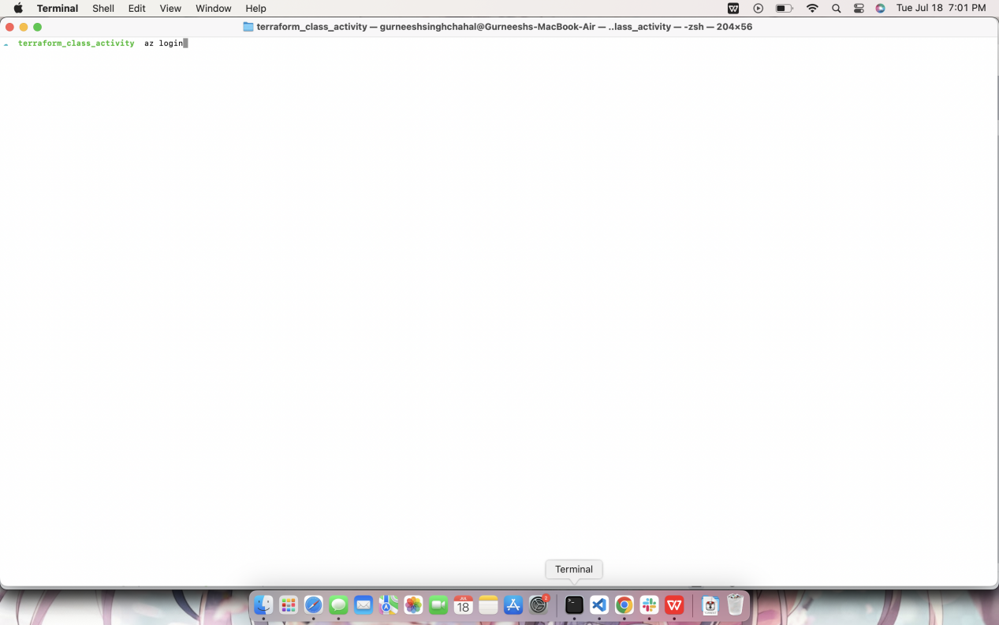 Terminal Shell Edit View Window Help Tue Jul 18 7:01 PM
terraform_class_activity — gurneeshsinghchahal@Gurneeshs-MacBook-Air — ..lass_activity — -zsh — 204×56
terraform_class_activity az login
Terminal
JUL
18
2